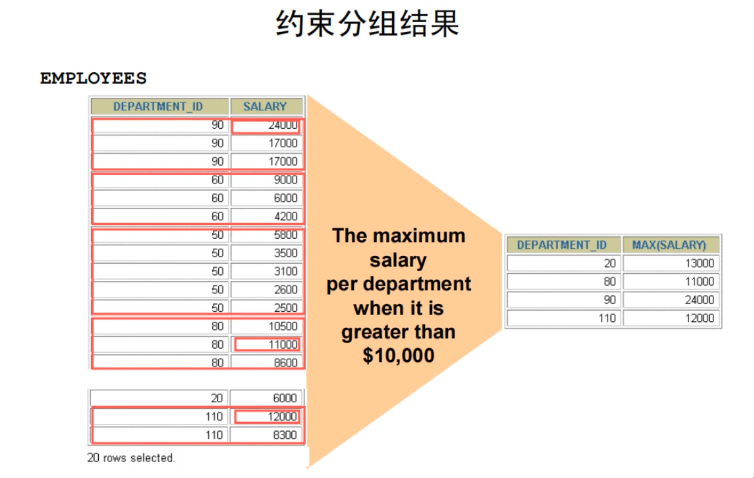 约束分组结果
EMPLOYEES
DEPARTMENT_ID SALARY
90 24000
90 17000
90 17000
60 9000
60 6000
60 4200
50 5800
50 3500
50 3100
50 2600
50 2500
80 10500
80 11000
80 8600
20 6000
110 12000
110 8300
20 rows selected.
The maximum
salary
per department
when it is
greater than
$10,000
DEPARTMENT_ID MAX(SALARY)
20 13000
80 11000
90 24000
110 12000